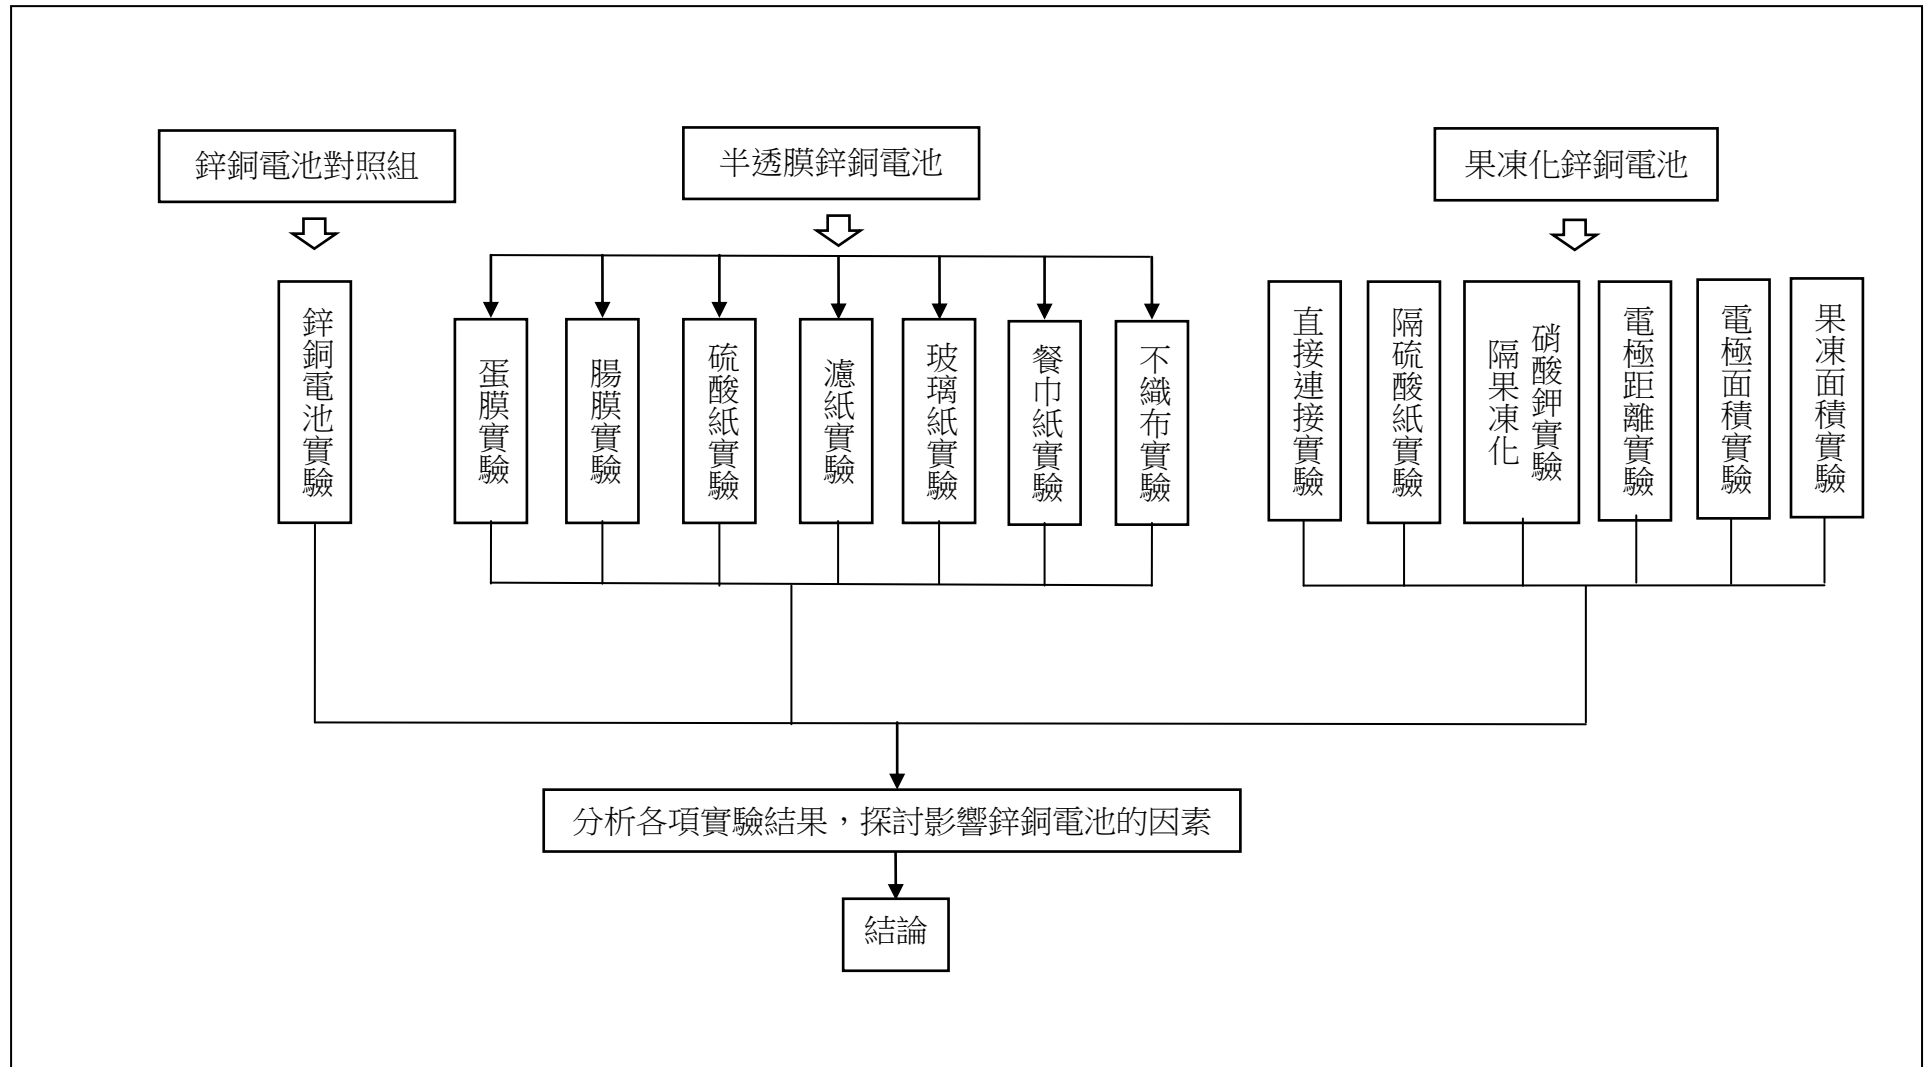 鋅銅電池對照組
半透膜鋅銅電池
果凍化鋅銅電池
鋅銅電池實驗
蛋膜實驗
腸膜實驗
硫酸紙實驗
濾紙實驗
玻璃紙實驗
餐巾紙實驗
不織布實驗
直接連接實驗
隔硫酸紙實驗
隔果凍化
硝酸鉀實驗
電極距離實驗
電極面積實驗
果凍面積實驗
分析各項實驗結果，探討影響鋅銅電池的因素
結論